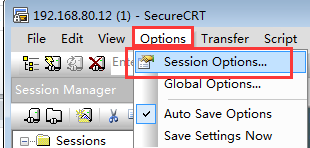 192.168.80.12 (1) - SecureCRT
File Edit View Options Transfer Script
Ente
Session Options...
Session Manager
Global Options...
Auto Save Options
Sessions
Save Settings Now